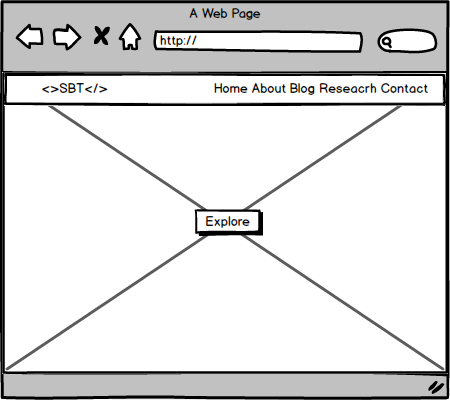 A Web Page
http://
<>SBT</> Home About Blog Reseacrh Contact
Explore